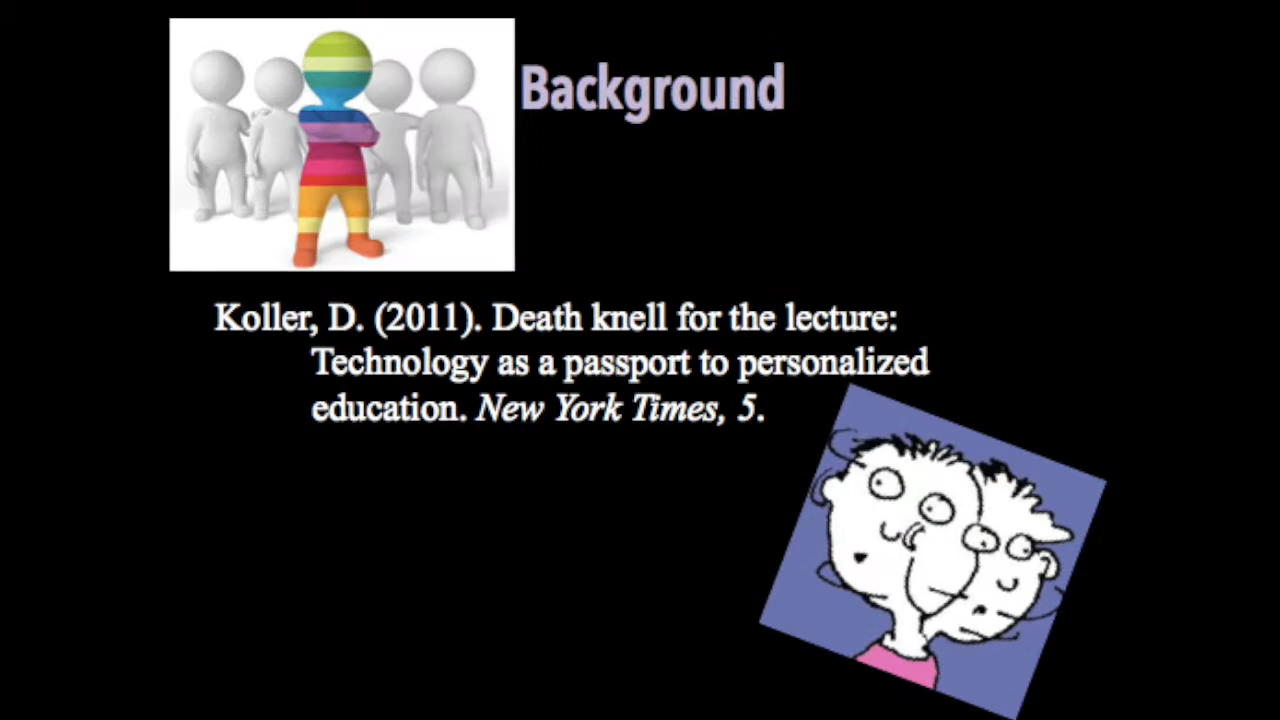 Background
Koller, D. (2011). Death knell for the lecture:
Technology as a passport to personalized
education. New York Times, 5.